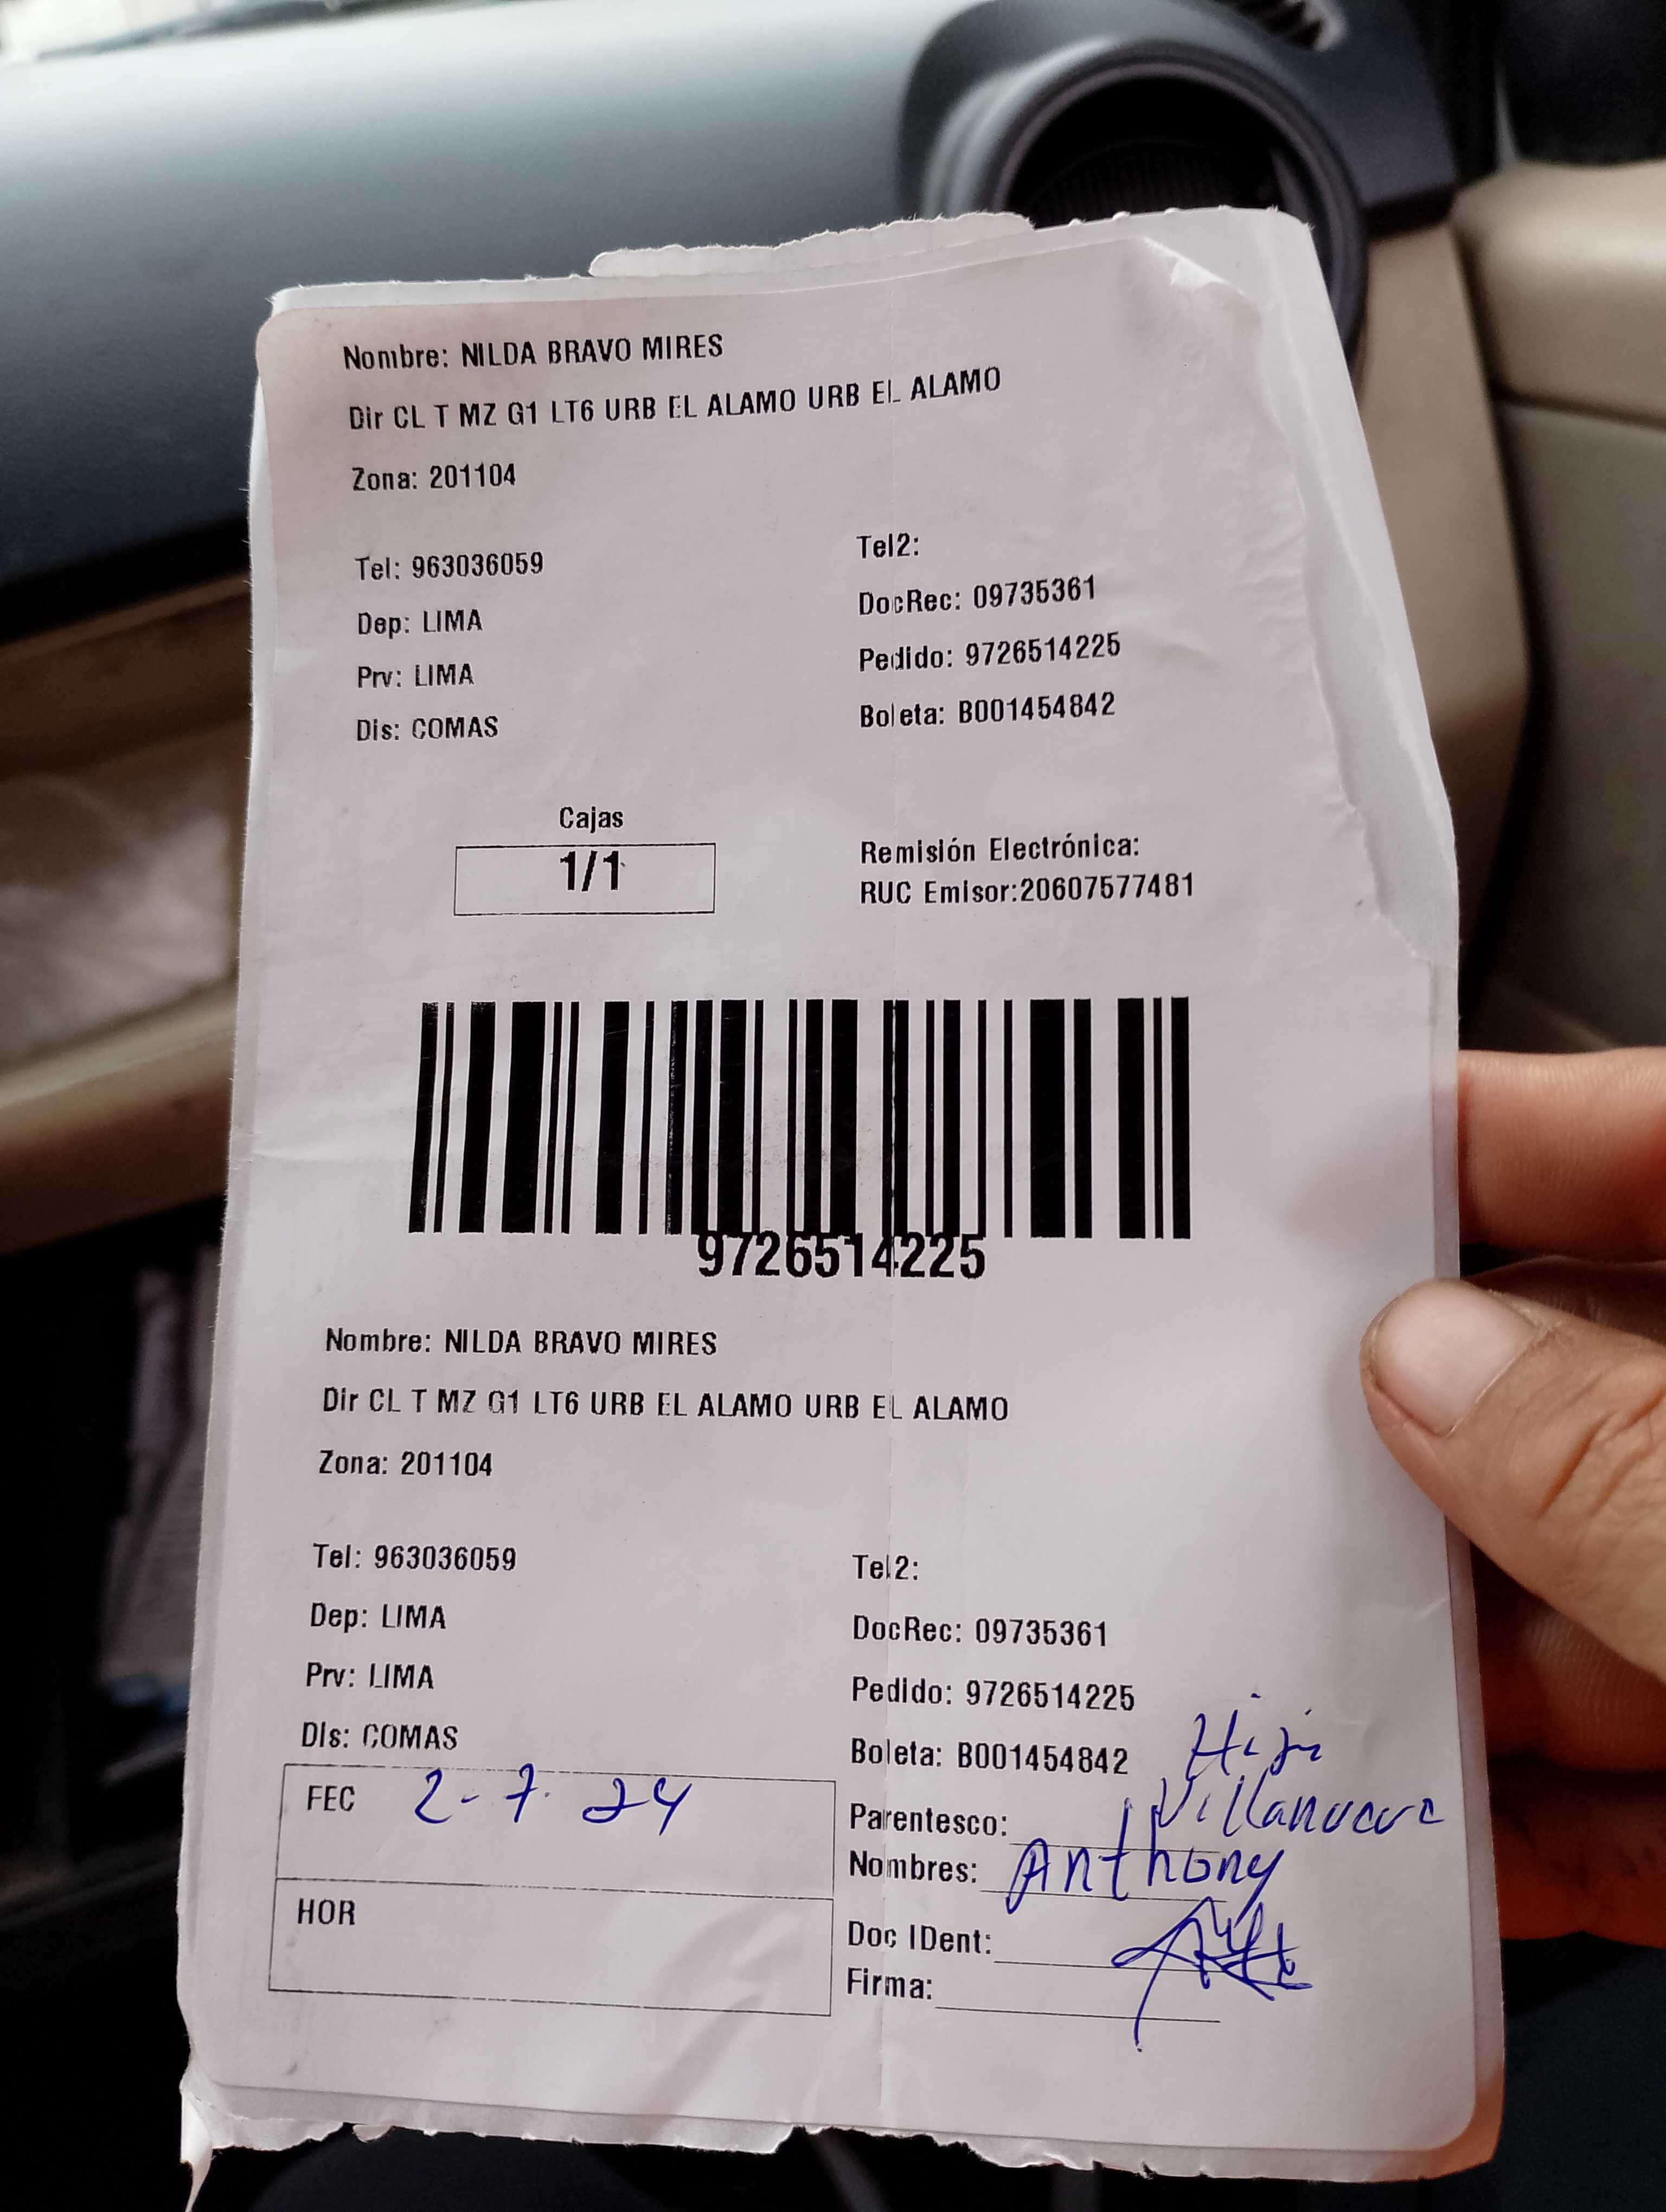 Nombre: NILDA BRAVO MIRES
Dir CL T MZ G1 LT6 URB EL ALAMO URB EL ALAMO
Zona: 201104
Tel: 963036059
Tel2:
Dep: LIMA
DocRec: 09735361
Prv: LIMA
Pedido: 9726514225
Dis: COMAS
Boleta: B001454842
Cajas
1/1
Remisión Electrónica:
RUC Emisor:20607577481
9726514225
Nombre: NILDA BRAVO MIRES
Dir CL T MZ G1 LT6 URB EL ALAMO URB EL ALAMO
Zona: 201104
Tel: 963036059
Tel2:
Dep: LIMA
DocRec: 09735361
Prv: LIMA
Pedido: 9726514225
Dis: COMAS
Boleta: B001454842
FEC 2-7-24
HOR
Parentesco:
Villanueva
Nombres: Anthony
Doc IDent:
Firma: